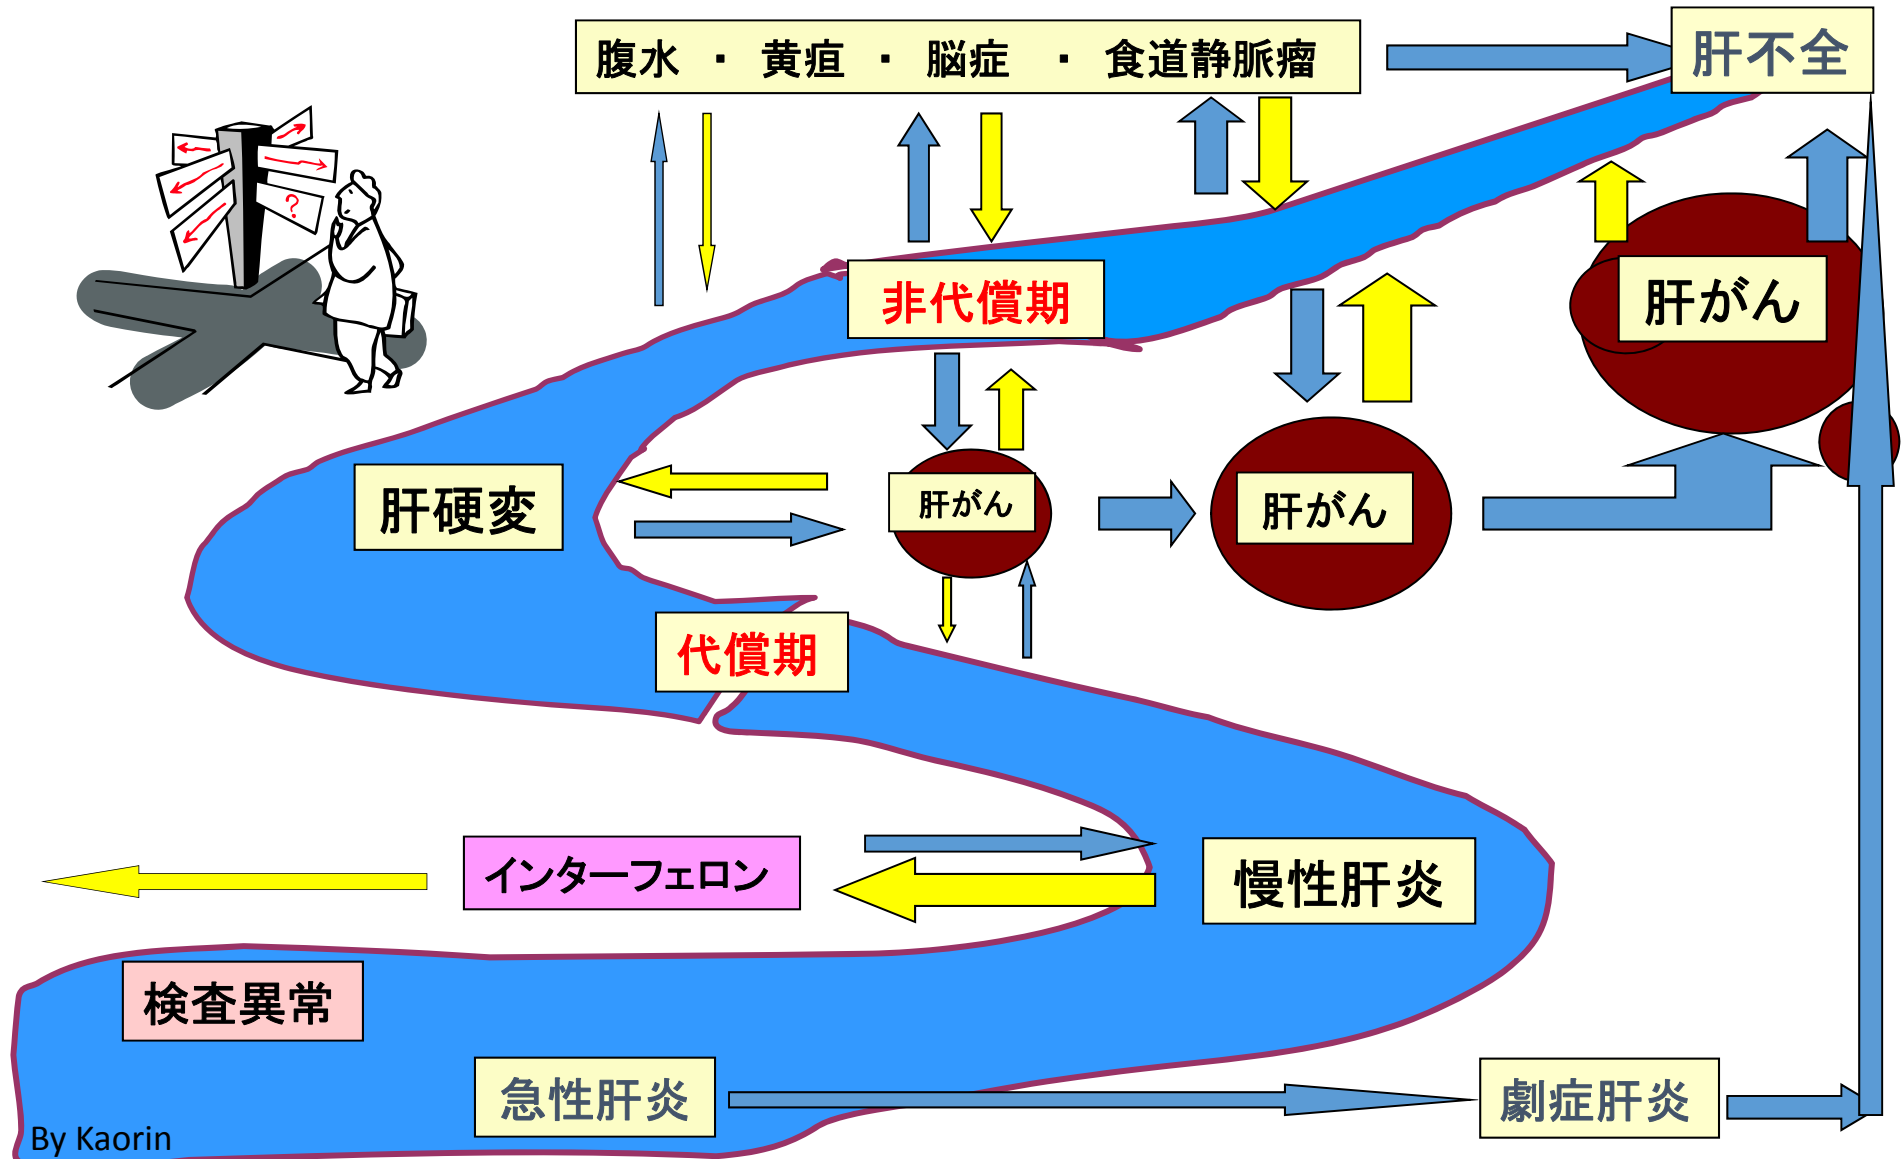 腹水 ・ 黄疸 ・ 脳症 ・ 食道静脈瘤
肝不全
?
非代償期
肝がん
肝硬変
肝がん
肝がん
代償期
インターフェロン
慢性肝炎
検査異常
急性肝炎
劇症肝炎
By Kaorin